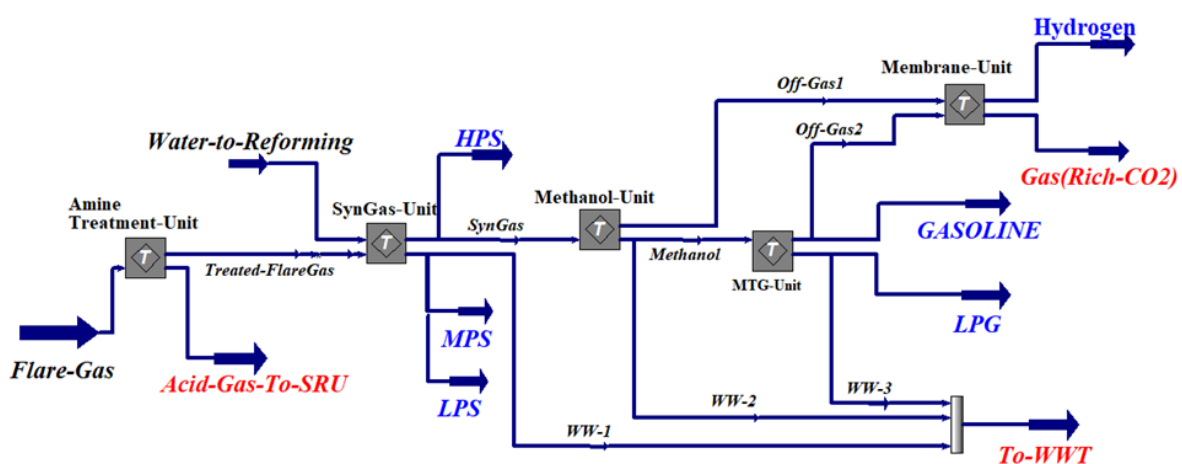 Hydrogen
Membrane-Unit
Off-Gas1
T
Off-Gas2
Gas(Rich-CO2)
Water-to-Reforming
HPS
Methanol-Unit
Amine
Treatment-Unit
SynGas-Unit
SynGas
T
GASOLINE
T
T
Treated-FlareGas
Methanol
T
MTG-Unit
MPS
LPG
Flare-Gas
Acid-Gas-To-SRU
LPS
WW-3
WW-2
WW-1
To-WWT